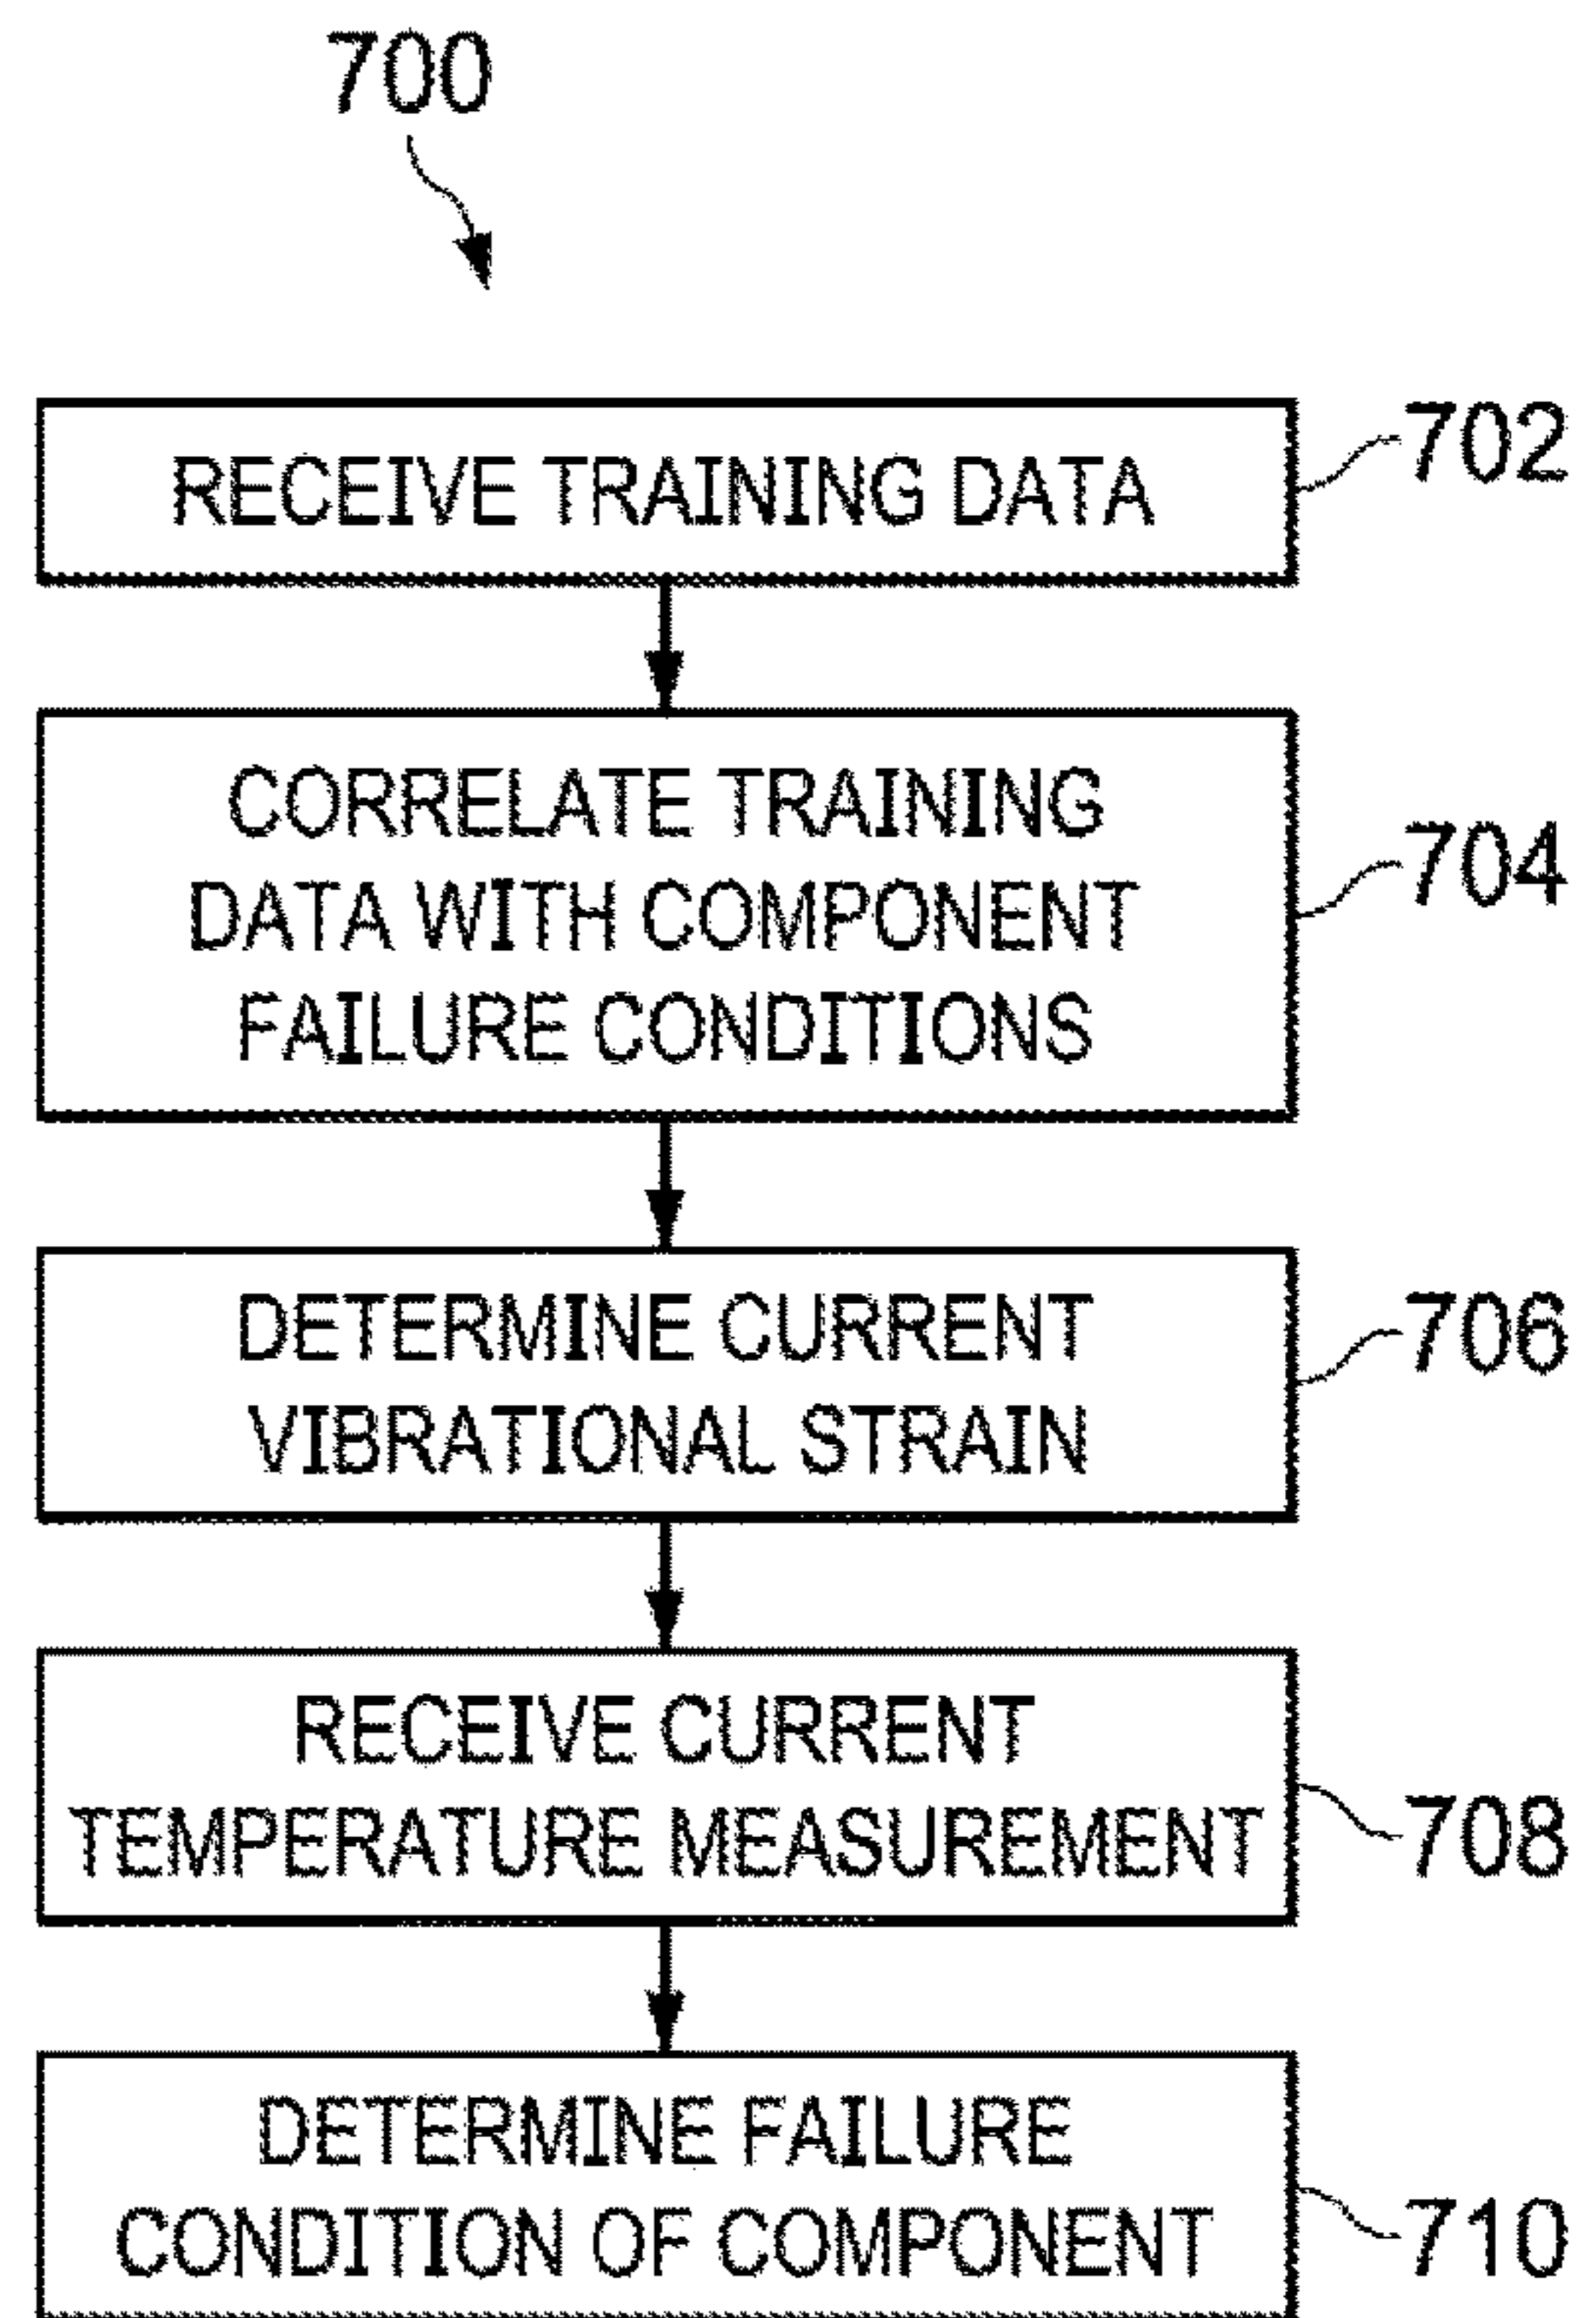 700
RECEIVE TRAINING DATA
702
CORRELATE TRAINING
DATA WITH COMPONENT
FAILURE CONDITIONS
704
DETERMINE CURRENT
VIBRATIONAL STRAIN
706
RECEIVE CURRENT
TEMPERATURE MEASUREMENT
708
DETERMINE FAILURE
CONDITION OF COMPONENT
710